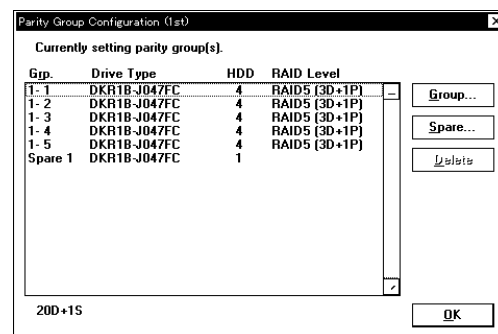 Parity Group Configuration (1st)
Currently setting parity group(s).
Grp. Drive Type HDD RAID Level
1- 1 DKR1B-J047FC 4 RAID5 (3D+1P)
1- 2 DKR1B-J047FC 4 RAID5 (3D+1P)
1- 3 DKR1B-J047FC 4 RAID5 (3D+1P)
1- 4 DKR1B-J047FC 4 RAID5 (3D+1P)
1- 5 DKR1B-J047FC 4 RAID5 (3D+1P)
Spare 1 DKR1B-J047FC 1
Group...
Spare...
Delete
20D+1S
OK